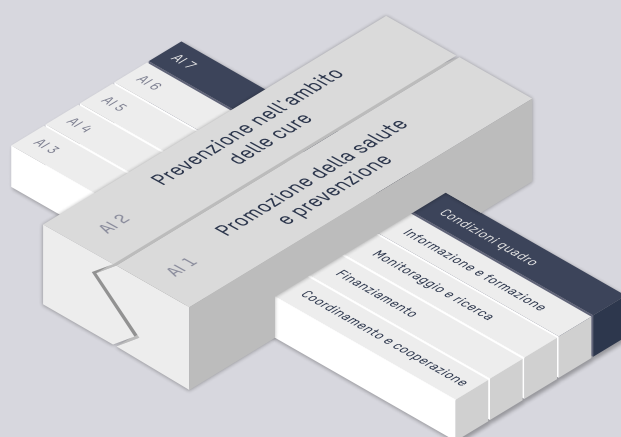 AI 7
AI 6
AI 5
AI 4
AI 3
Prevenzione nell'ambito
delle cure
AI 2
Promozione della salute
e prevenzione
AI 1
Condizioni quadro
Informazione e formazione
Monitoraggio e ricerca
Finanziamento
Coordinamento e cooperazione